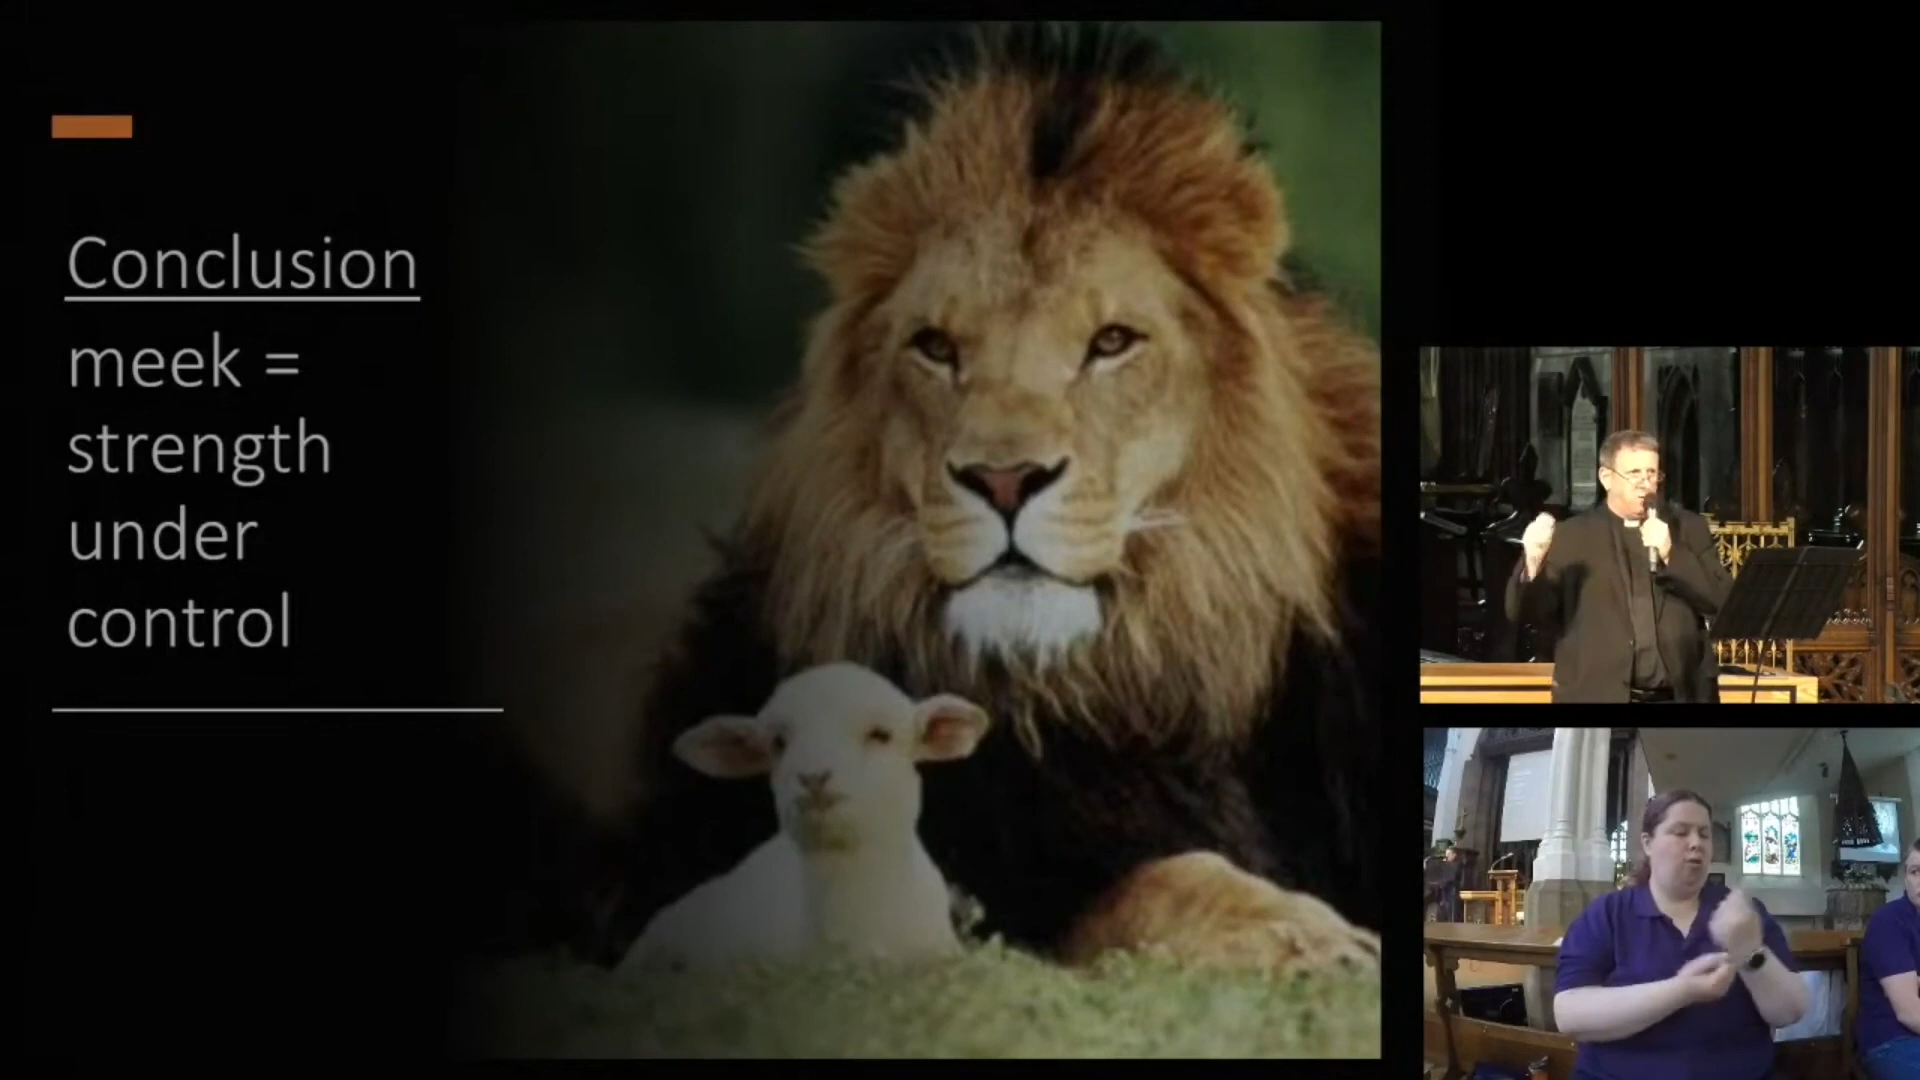 Conclusion
meek =
strength
under
control